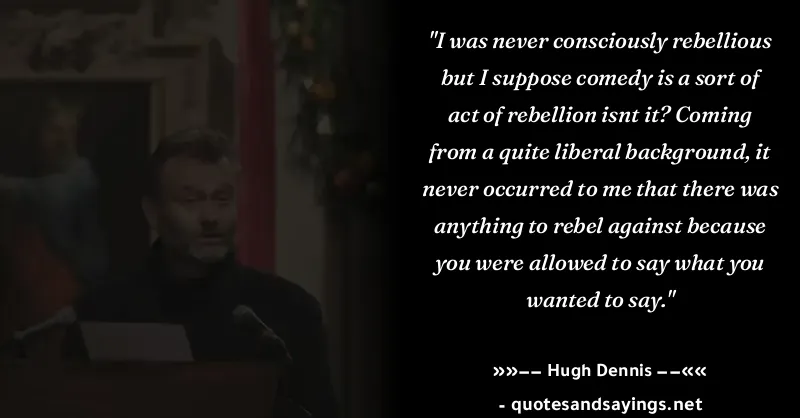 "I was never consciously rebellious
but I suppose comedy is a sort of
act of rebellion isnt it? Coming
from a quite liberal background, it
never occurred to me that there was
anything to rebel against because
you were allowed to say what you
wanted to say."
»»−− Hugh Dennis −−««
- quotesandsayings.net